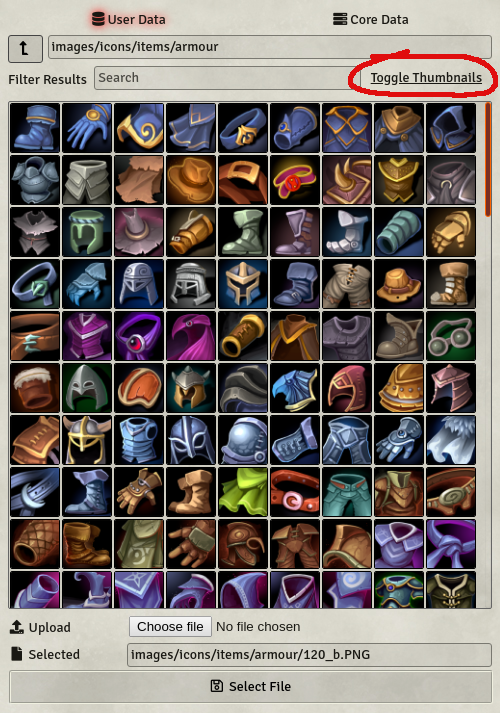 User Data
Core Data
images/icons/items/armour
Filter Results
Search
Toggle Thumbnails
Upload
Choose file No file chosen
Selected
images/icons/items/armour/120_b.PNG
Select File